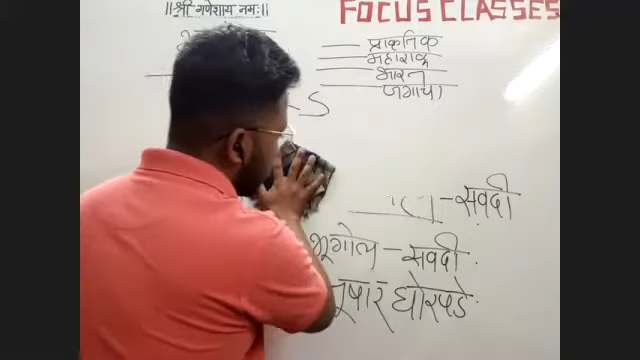 ||श्री गणेशाय नमः||
FOCUS CLASSES
प्राकृतिक
महाराष्ट्र
भारत
जगाचा
S
- सवदी
भूगोल - सवदी
घोरपडे